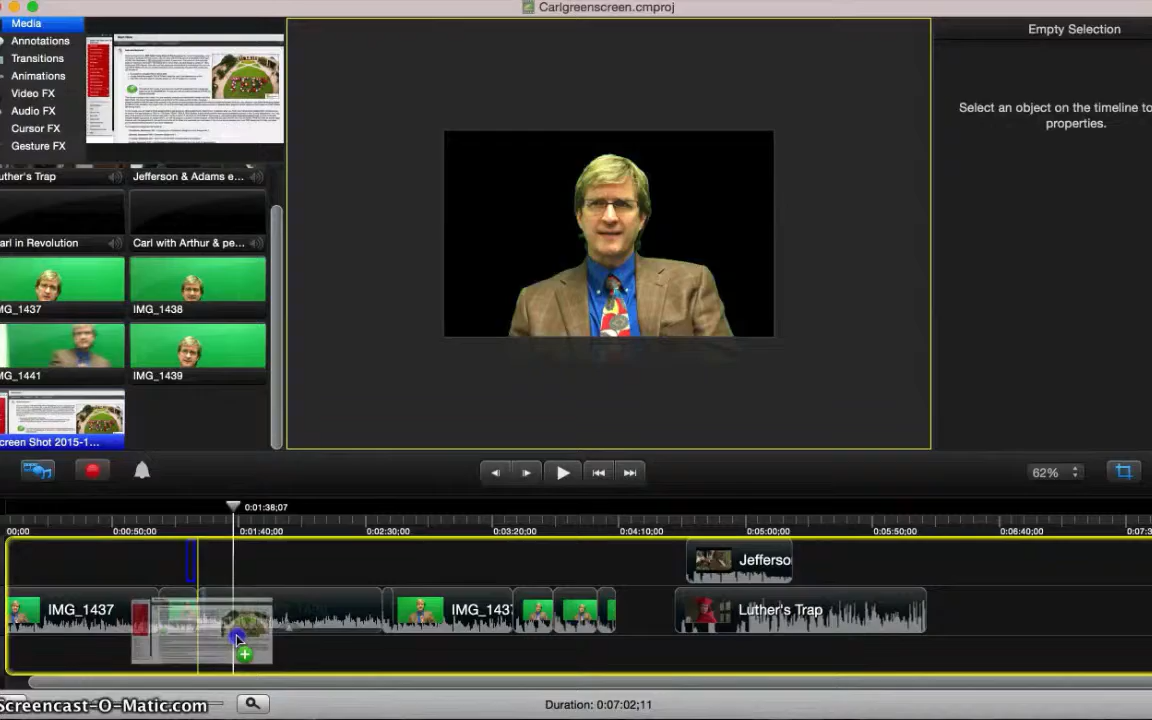 Carlgreenscreen.cmproj
Media
Annotations
Transitions
Animations
Video FX
Audio FX
Cursor FX
Gesture FX
Empty Selection
Select an object on the timeline to
properties.
uther's Trap
Jefferson & Adams e...
arl in Revolution
Carl with Arthur & pe...
MG_1437
IMG_1438
MG_1441
IMG_1439
creen Shot 2015-1...
62%
0:01:38;07
00;00
0:00:50;00
0:01:40;00
0:02:30;00
0:03:20;00
0:04:10;00
0:05:00;00
0:05:50;00
0:06:40;00
0:07:3
Jefferso
IMG_1437
IMG_143
Luther's Trap
Screencast-O-Matic.com
Duration: 0:07:02;11